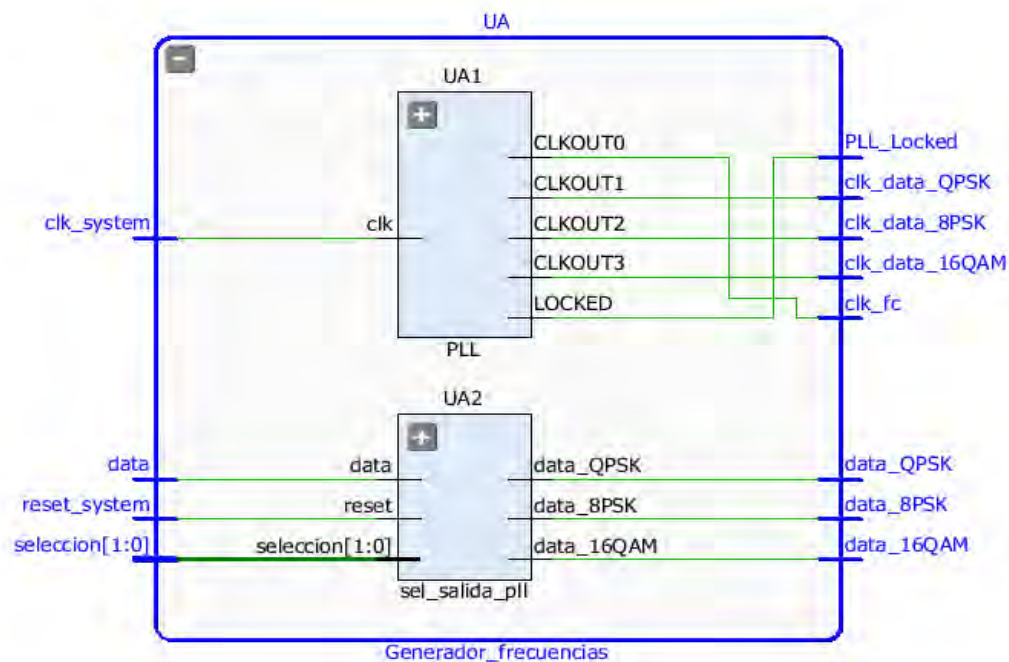 UA
UA1
CLKOUT0
PLL_Locked
CLKOUT1
clk_data_QPSK
clk_system
clk
CLKOUT2
clk_data_8PSK
CLKOUT3
clk_data_16QAM
LOCKED
clk_fc
PLL
UA2
data
data
data_QPSK
data_QPSK
reset_system
reset
data_8PSK
data_8PSK
seleccion[1:0]
seleccion[1:0]
data_16QAM
data_16QAM
sel_salida_pll
Generador_frecuencias